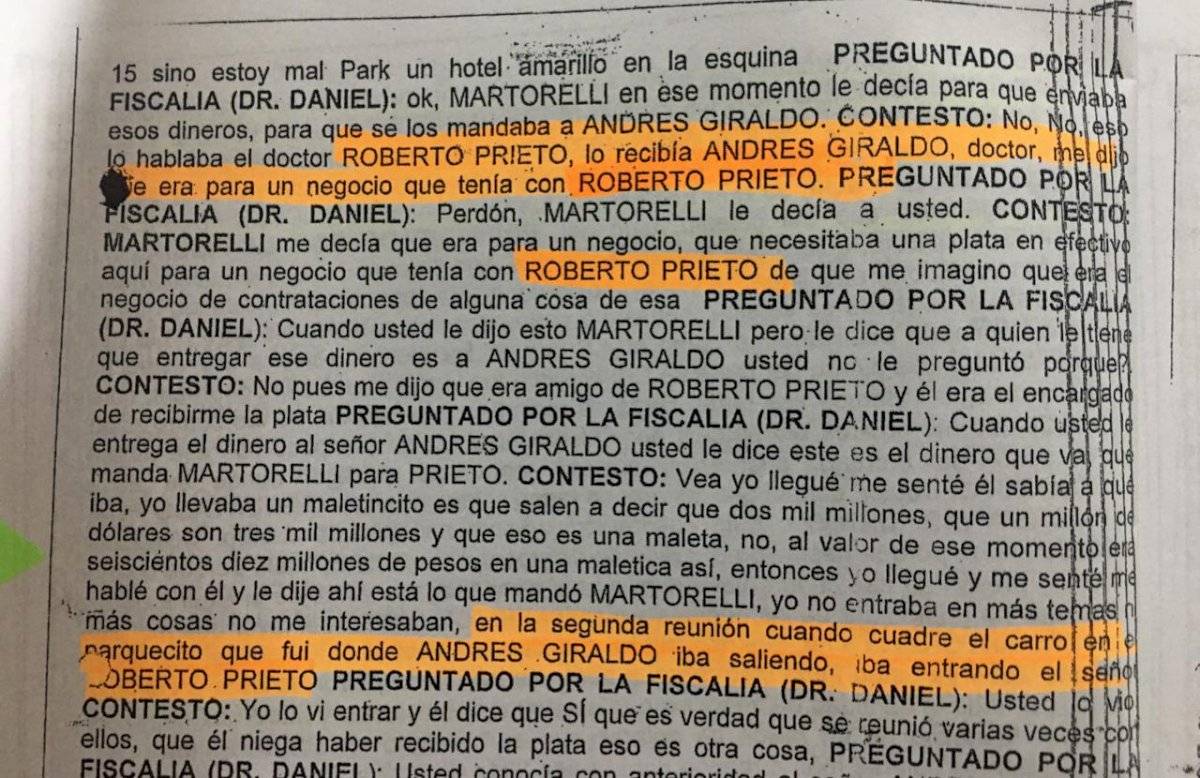 15 sino estoy mal Park un hotel amarillo en la esquina PREGUNTADO POR LA
FISCALIA (DR. DANIEL): ok, MARTORELLI en ese momento le decía para que enviaba
esos dineros, para que se los mandaba a ANDRES GIRALDO. CONTESTO: No, No, eso
lo hablaba el doctor ROBERTO PRIETO, lo recibía ANDRES GIRALDO, doctor, me dijo
e era para un negocio que tenía con ROBERTO PRIETO. PREGUNTADO POR LA
FISCALIA (DR. DANIEL): Perdón, MARTORELLI le decía a usted. CONTESTO:
MARTORELLI me decía que era para un negocio, que necesitaba una plata en efectivo
aquí para un negocio que tenía con ROBERTO PRIETO de que me imagino que era el
negocio de contrataciones de alguna cosa de esa PREGUNTADO POR LA FISCALIA
(DR. DANIEL): Cuando usted le dijo esto MARTORELLI pero le dice que a quien le tiene
que entregar ese dinero es a ANDRES GIRALDO usted no le preguntó porque?
CONTESTO: No pues me dijo que era amigo de ROBERTO PRIETO y él era el encargado
de recibirme la plata PREGUNTADO POR LA FISCALIA (DR. DANIEL): Cuando usted le
entrega el dinero al señor ANDRES GIRALDO usted le dice este es el dinero que va, que
manda MARTORELLI para PRIETO. CONTESTO: Vea yo llegué me senté él sabía a qué
iba, yo llevaba un maletincito es que salen a decir que dos mil millones, que un millón de
dólares son tres mil millones y que eso es una maleta, no, al valor de ese momento era
seisciéntos diez millones de pesos en una maletica así, entonces yo llegué y me senté me
hablé con él y le dije ahí está lo que mandó MARTORELLI, yo no entraba en más temas n
más cosas no me interesaban, en la segunda reunión cuando cuadre el carro en e
parquecito que fui donde ANDRES GIRALDO iba saliendo, iba entrando el señor
ROBERTO PRIETO PREGUNTADO POR LA FISCALIA (DR. DANIEL): Usted lo vio
CONTESTO: Yo lo vi entrar y él dice que SÍ que es verdad que se reunió varias veces con
ellos, que él niega haber recibido la plata eso es otra cosa, PREGUNTADO POR LA
FISCALIA (DR. DANIEL): Usted conocía con anterioridad al señor